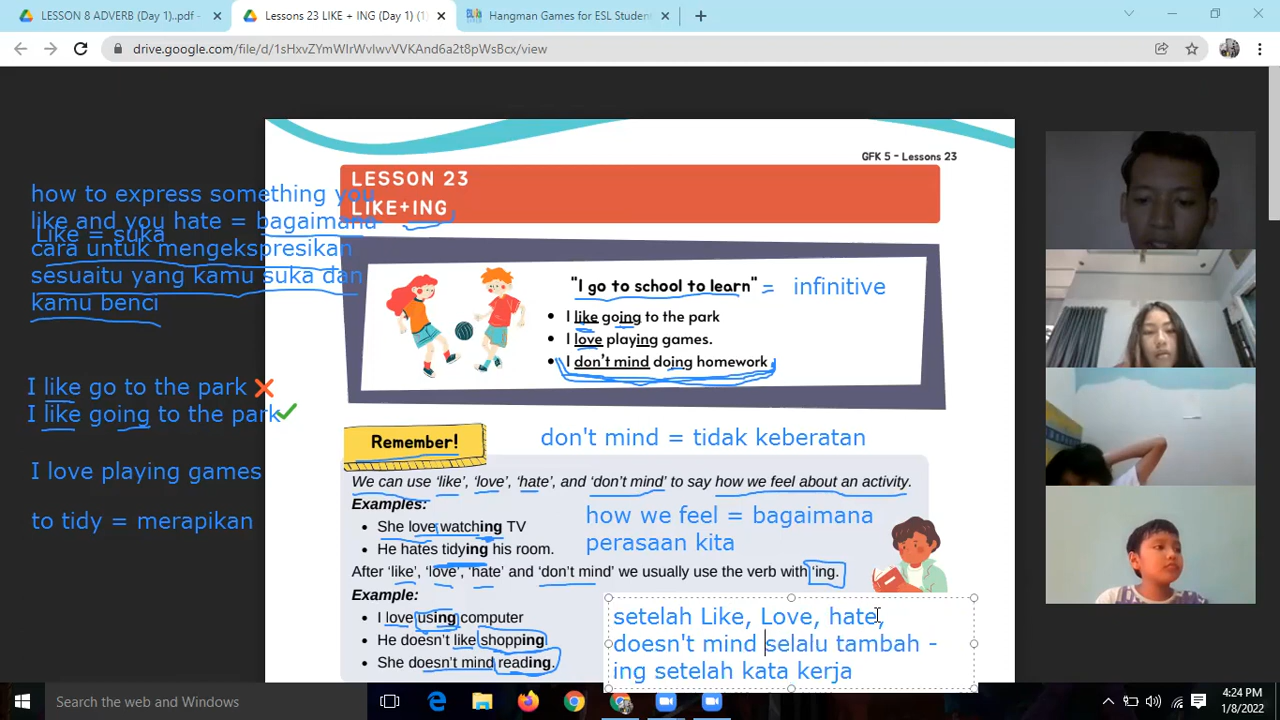 LESSON 8 ADVERB (Day 1)..pdf -
Lessons 23 LIKE + ING (Day 1) (1)
Hangman Games for ESL Student
drive.google.com/file/d/1sHxvZYmWIrWvIwvVVKAnd6a2t8pWsBcx/view
GFK 5 - Lessons 23
LESSON 23
LIKE+ING
how to express something you
like and you hate = bagaimana
Like = suka
cara untuk mengekspresikan
sesuaitu yang kamu suka dan
kamu benci
"I go to school to learn" = infinitive
I like going to the park
I love playing games.
I don't mind doing homework
I like go to the park ❌
I like going to the park ✔
I love playing games
to tidy = merapikan
Remember!
don't mind = tidak keberatan
We can use 'like', 'love', 'hate', and 'don't mind' to say how we feel about an activity.
Examples:
She love watching TV
He hates tidying his room.
how we feel = bagaimana
perasaan kita
After 'like', 'love', 'hate' and 'don't mind' we usually use the verb with 'ing.
Example:
I love using computer
He doesn't like shopping
She doesn't mind reading.
setelah Like, Love, hate,
doesn't mind selalu tambah -
ing setelah kata kerja
Search the Web and Windows
4:24 PM
1/8/2022